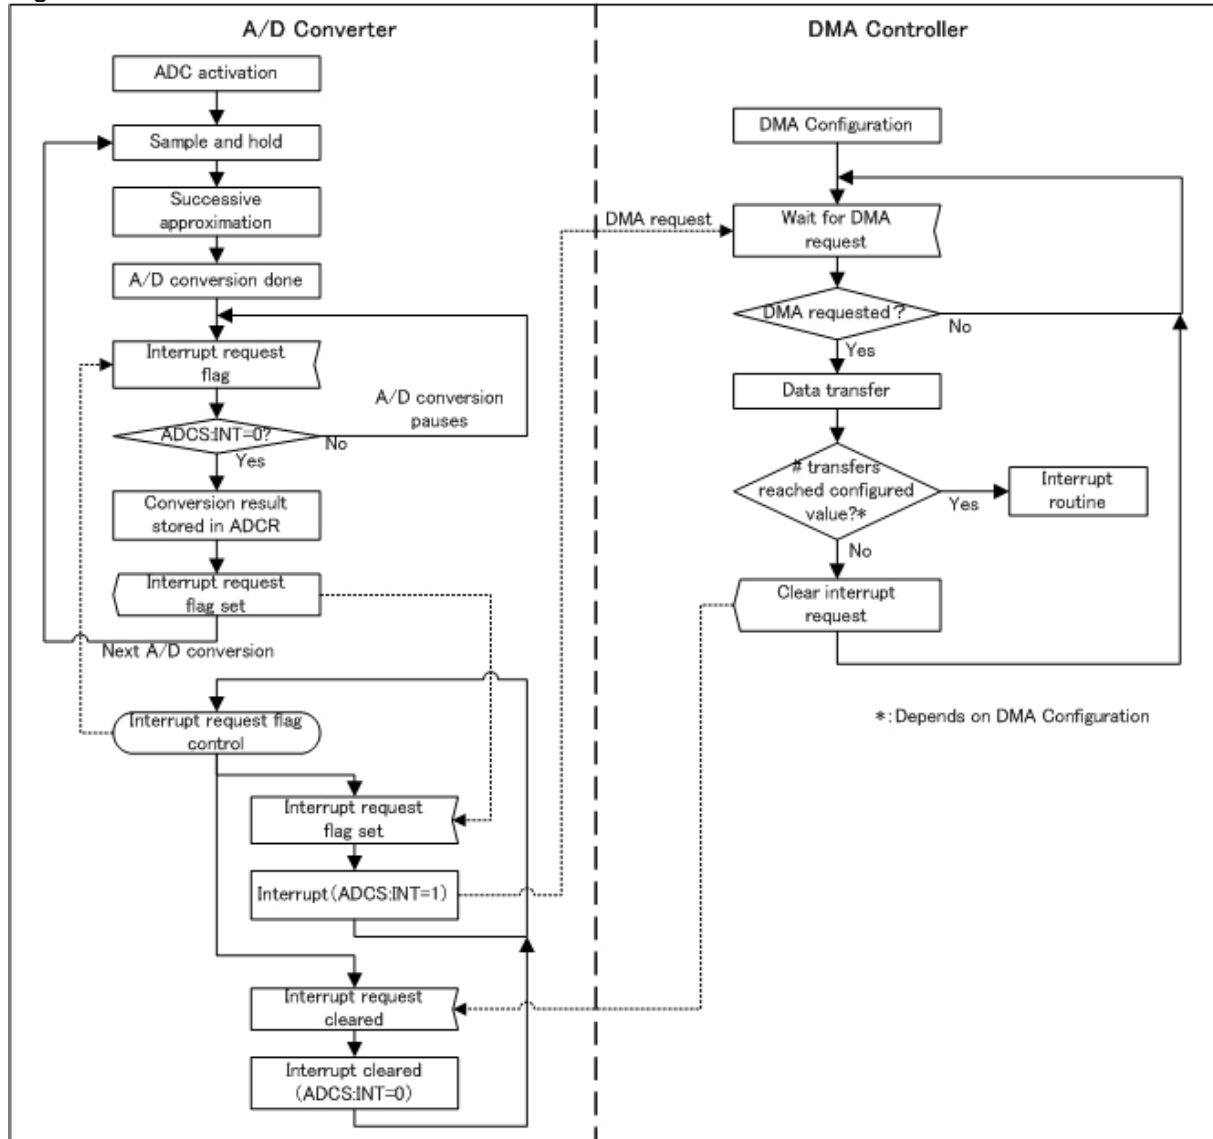 A/D Converter
ADC activation
Sample and hold
Successive
approximation
A/D conversion done
Interrupt request
flag
A/D conversion
pauses
ADCS:INT=0?
No
Yes
Conversion result
stored in ADCR
Interrupt request
flag set
Next A/D conversion
Interrupt request flag
control
Interrupt request
flag set
Interrupt(ADCS:INT=1)
Interrupt request
cleared
Interrupt cleared
(ADCS:INT=0)
DMA Controller
DMA Configuration
DMA request
Wait for DMA
request
DMA requested?
No
Yes
Data transfer
# transfers
reached configured
value?*
Yes
Interrupt
routine
No
Clear interrupt
request
*:Depends on DMA Configuration